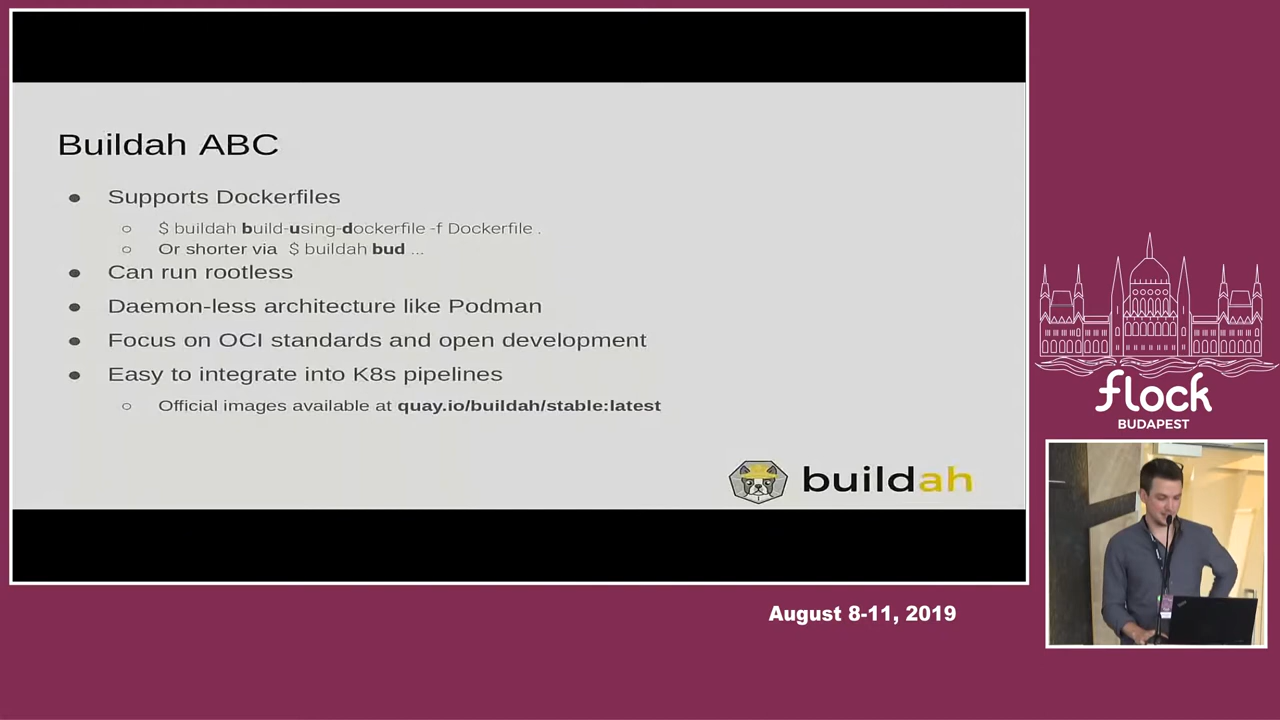 Buildah ABC
● Supports Dockerfiles
○ $ buildah build-using-dockerfile -f Dockerfile .
○ Or shorter via $ buildah bud ...
● Can run rootless
● Daemon-less architecture like Podman
● Focus on OCI standards and open development
● Easy to integrate into K8s pipelines
○ Official images available at quay.io/buildah/stable:latest
buildah
flock
BUDAPEST
August 8-11, 2019